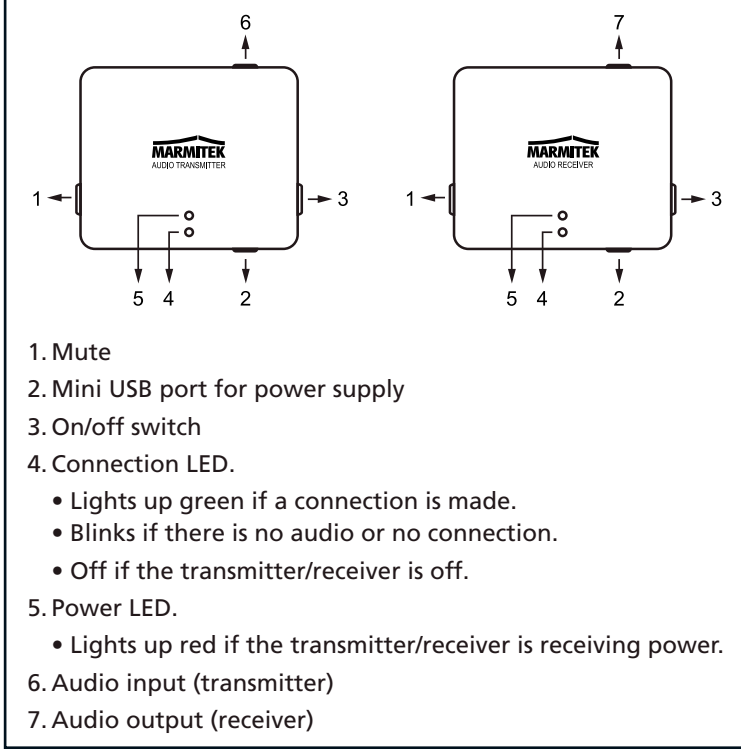 6 7
MARMITEK MARMITEK
AUDIO TRANSMITTER AUDIO RECEIVER
1 3 1 3
5 4 2 5 4 2
1. Mute
2. Mini USB port for power supply
3. On/off switch
4. Connection LED.
• Lights up green if a connection is made.
• Blinks if there is no audio or no connection.
• Off if the transmitter/receiver is off.
5. Power LED.
• Lights up red if the transmitter/receiver is receiving power.
6. Audio input (transmitter)
7. Audio output (receiver)